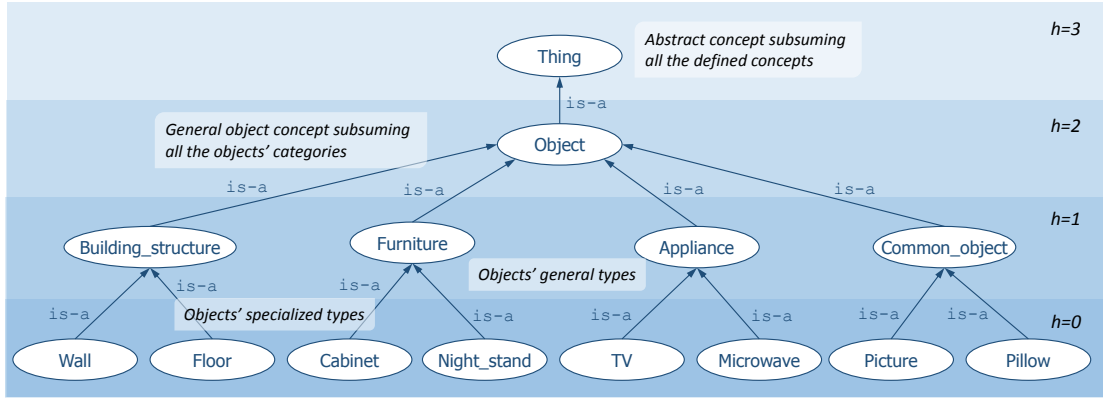 h=3
Abstract concept subsuming
all the defined concepts
Thing
is-a
h=2
General object concept subsuming
all the objects’ categories
Object
is-a
is-a
is-a
is-a
h=1
Building_structure
Furniture
Appliance
Common_object
Objects’ general types
is-a
is-a
Objects’ specialized types
h=0
is-a
is-a
is-a
is-a
is-a
is-a
Wall
Floor
Cabinet
Night_stand
TV
Microwave
Picture
Pillow